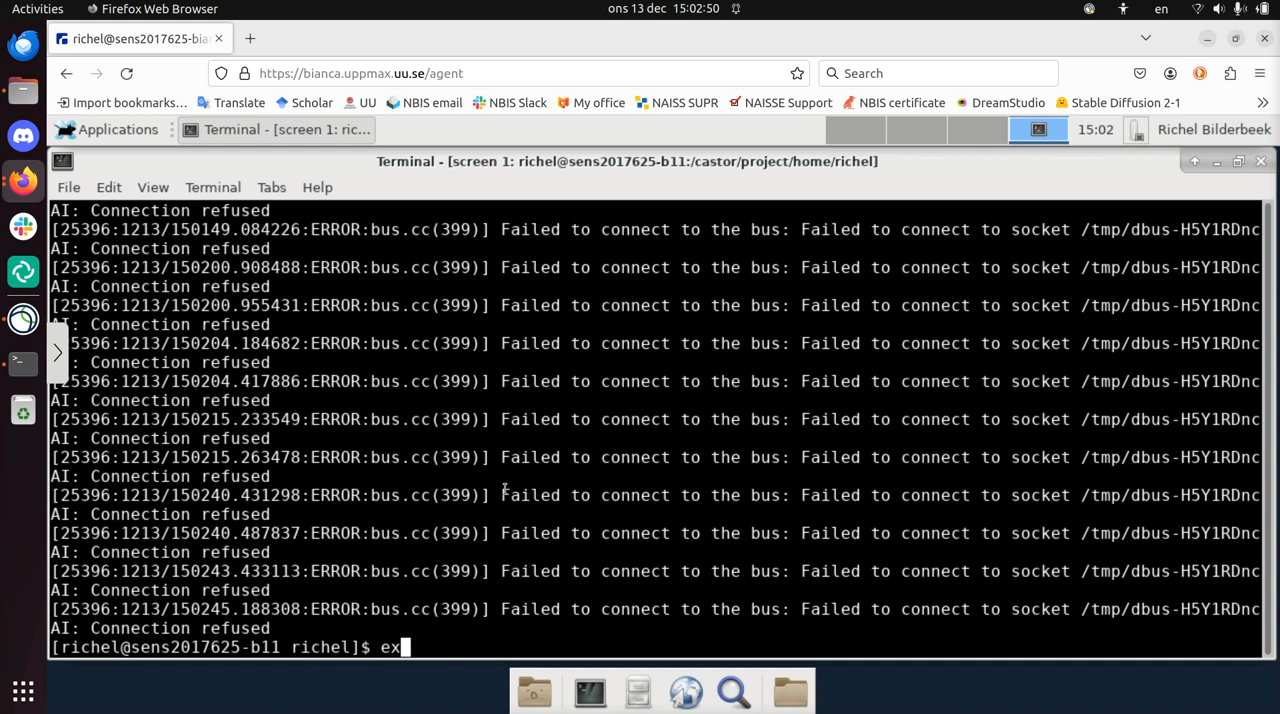 Activities
Firefox Web Browser
ons 13 dec 15:02:50
en
richel@sens2017625-bia
https://bianca.uppmax.uu.se/agent
Search
Import bookmarks...
Translate
Scholar
UU
NBIS email
NBIS Slack
My office
NAISS SUPR
NAISSE Support
NBIS certificate
DreamStudio
Stable Diffusion 2-1
Applications
Terminal - [screen 1: ric...
15:02
Richel Bilderbeek
Terminal - [screen 1: richel@sens2017625-b11:/castor/project/home/richel]
File Edit View Terminal Tabs Help
AI: Connection refused
[25396:1213/150149.084226:ERROR:bus.cc(399)] Failed to connect to the bus: Failed to connect to socket /tmp/dbus-H5Y1RDnc
AI: Connection refused
[25396:1213/150200.908488:ERROR:bus.cc(399)] Failed to connect to the bus: Failed to connect to socket /tmp/dbus-H5Y1RDnc
AI: Connection refused
[25396:1213/150200.955431:ERROR:bus.cc(399)] Failed to connect to the bus: Failed to connect to socket /tmp/dbus-H5Y1RDnc
AI: Connection refused
[25396:1213/150204.184682:ERROR:bus.cc(399)] Failed to connect to the bus: Failed to connect to socket /tmp/dbus-H5Y1RDnc
AI: Connection refused
[25396:1213/150204.417886:ERROR:bus.cc(399)] Failed to connect to the bus: Failed to connect to socket /tmp/dbus-H5Y1RDnc
AI: Connection refused
[25396:1213/150215.233549:ERROR:bus.cc(399)] Failed to connect to the bus: Failed to connect to socket /tmp/dbus-H5Y1RDnc
AI: Connection refused
[25396:1213/150215.263478:ERROR:bus.cc(399)] Failed to connect to the bus: Failed to connect to socket /tmp/dbus-H5Y1RDnc
AI: Connection refused
[25396:1213/150240.431298:ERROR:bus.cc(399)] Failed to connect to the bus: Failed to connect to socket /tmp/dbus-H5Y1RDnc
AI: Connection refused
[25396:1213/150240.487837:ERROR:bus.cc(399)] Failed to connect to the bus: Failed to connect to socket /tmp/dbus-H5Y1RDnc
AI: Connection refused
[25396:1213/150243.433113:ERROR:bus.cc(399)] Failed to connect to the bus: Failed to connect to socket /tmp/dbus-H5Y1RDnc
AI: Connection refused
[25396:1213/150245.188308:ERROR:bus.cc(399)] Failed to connect to the bus: Failed to connect to socket /tmp/dbus-H5Y1RDnc
AI: Connection refused
[richel@sens2017625-b11 richel]$ ex